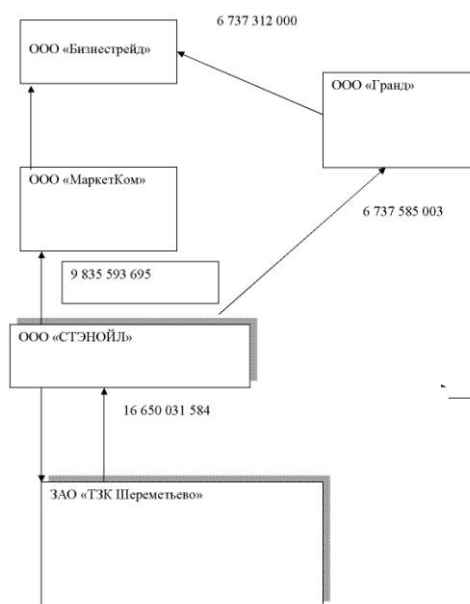 6 737 312 000
ООО «Бизнестрейд»
ООО «Гранд»
ООО «МаркетКом»
6 737 585 003
9 835 593 695
ООО «СТЭНОЙЛ»
16 650 031 584
ЗАО «ТЗК Шереметьево»